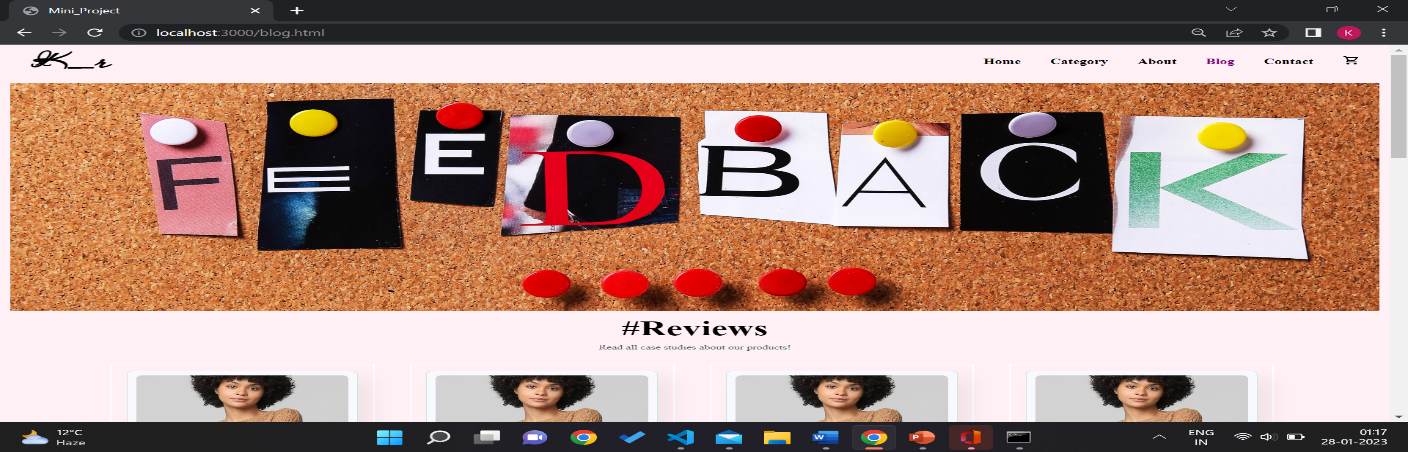 Mini_Project
localhost:3000/blog.html
K
K_r
Home Category About Blog Contact
FEEDBACK
#Reviews
Read all case studies about our products!
12°C
Haze
ENG
IN
01:17
28-01-2023